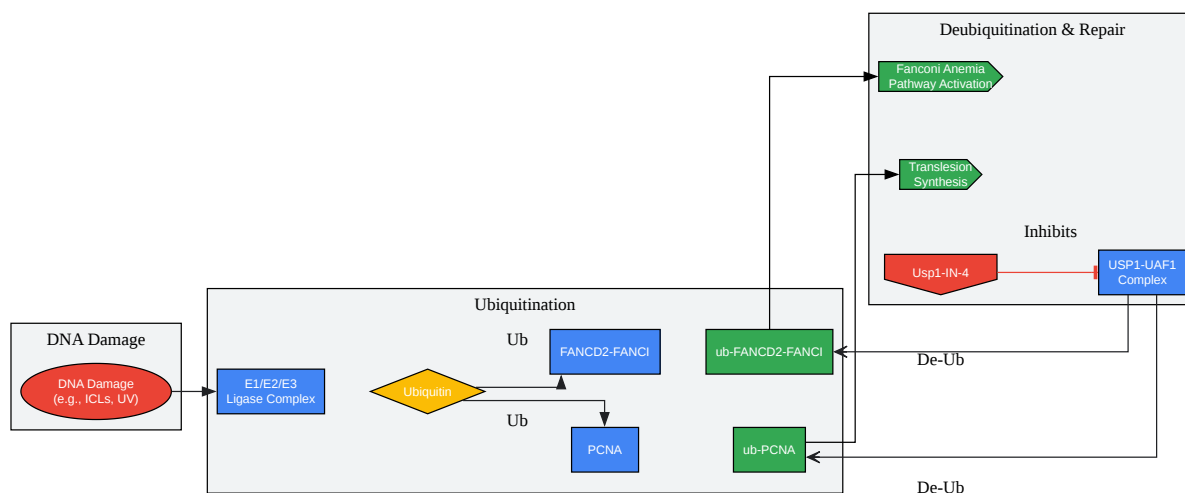 Deubiquitination & Repair
Fanconi Anemia
Pathway Activation
Translesion
Synthesis
Inhibits
Usp1-IN-4
USP1-UAF1
Complex
Ubiquitination
DNA Damage
Ub
FANCD2-FANCI
ub-FANCD2-FANCI
De-Ub
DNA Damage
(e.g., ICLs, UV)
E1/E2/E3
Ligase Complex
Ubiquitin
Ub
PCNA
ub-PCNA
De-Ub